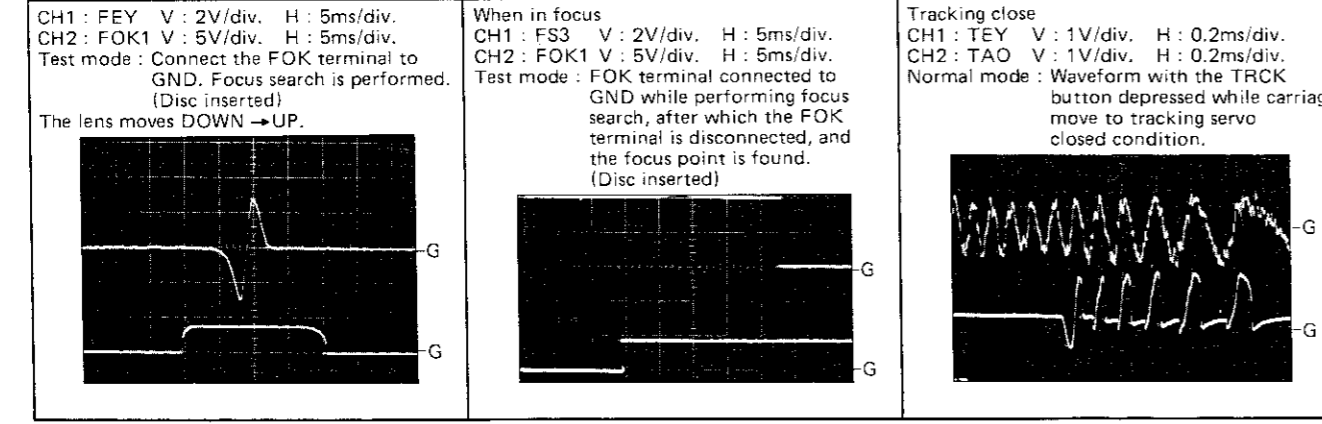 CH1 : FEY V : 2V/div. H : 5ms/div.
CH2 : FOK1 V : 5V/div. H : 5ms/div.
Test mode : Connect the FOK terminal to
GND. Focus search is performed.
(Disc inserted)
The lens moves DOWN → UP.
G
G
When in focus
CH1 : FS3 V : 2V/div. H : 5ms/div.
CH2 : FOK1 V : 5V/div. H : 5ms/div.
Test mode : FOK terminal connected to
GND while performing focus
search, after which the FOK
terminal is disconnected, and
the focus point is found.
(Disc inserted)
G
G
Tracking close
CH1 : TEY V : 1V/div. H : 0.2ms/div.
CH2 : TAO V : 1V/div. H : 0.2ms/div.
Normal mode : Waveform with the TRCK
button depressed while carriag
move to tracking servo
closed condition.
G
G